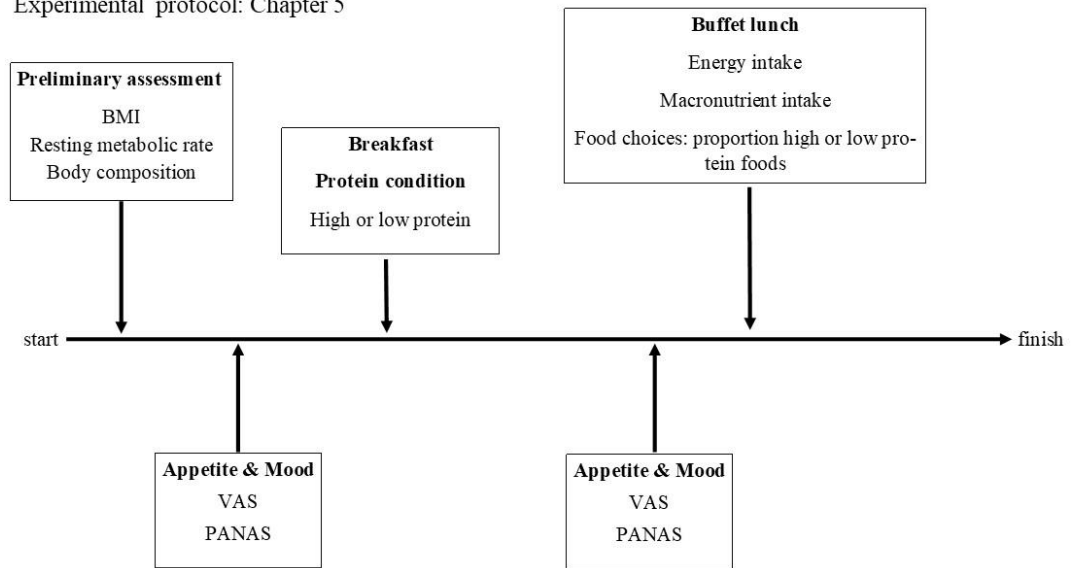 Experimental protocol: Chapter 5
Preliminary assessment
BMI
Resting metabolic rate
Body composition
Breakfast
Protein condition
High or low protein
Buffet lunch
Energy intake
Macronutrient intake
Food choices: proportion high or low pro-
tein foods
start
finish
Appetite & Mood
VAS
PANAS
Appetite & Mood
VAS
PANAS